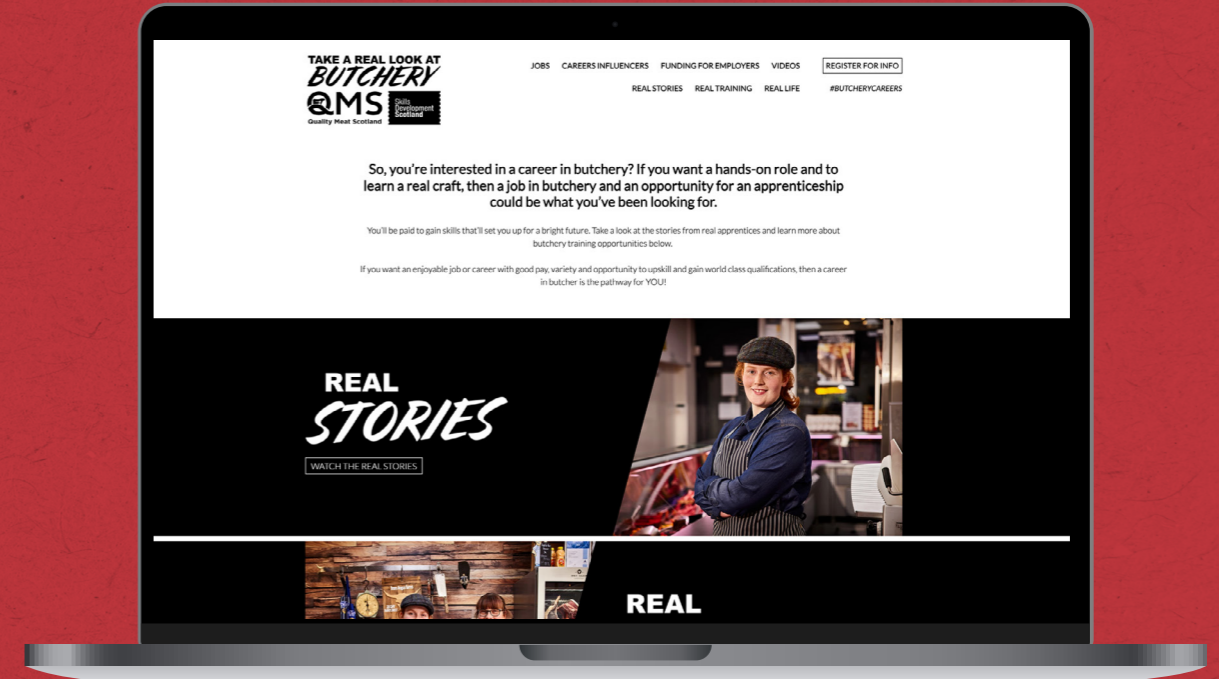 TAKE A REAL LOOK AT
BUTCHERY
QMS
Quality Meat Scotland
Skills
Development
Scotland
JOBS CAREERS INFLUENCERS FUNDING FOR EMPLOYERS VIDEOS REGISTER FOR INFO
REAL STORIES REAL TRAINING REAL LIFE #BUTCHERYCAREERS
So, you're interested in a career in butchery? If you want a hands-on role and to
learn a real craft, then a job in butchery and an opportunity for an apprenticeship
could be what you've been looking for.
You'll be paid to gain skills that'll set you up for a bright future. Take a look at the stories from real apprentices and learn more about
butchery training opportunities below.
If you want an enjoyable job or career with good pay, variety and opportunity to upskill and gain world class qualifications, then a career
in butcher is the pathway for YOU!
REAL
STORIES
WATCH THE REAL STORIES
REAL